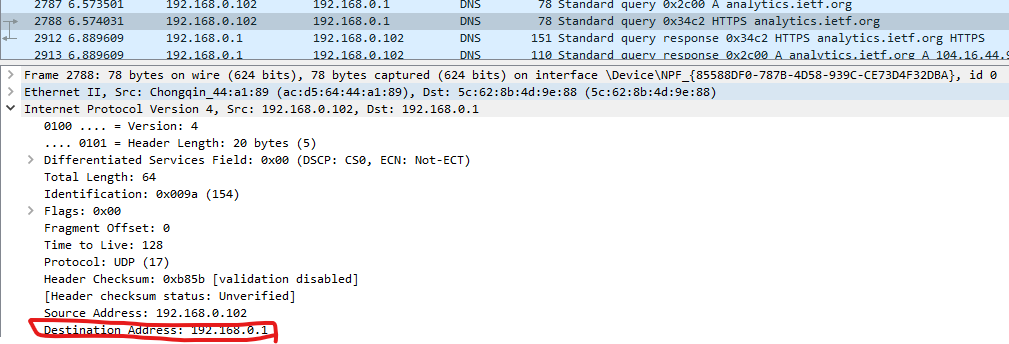 2787 6.573501 192.168.0.102 192.168.0.1 DNS 78 Standard query 0x2c00 A analytics.ietf.org
2788 6.574031 192.168.0.102 192.168.0.1 DNS 78 Standard query 0x34c2 HTTPS analytics.ietf.org
2912 6.889609 192.168.0.1 192.168.0.102 DNS 151 Standard query response 0x34c2 HTTPS analytics.ietf.org HTTPS
2913 6.889609 192.168.0.1 192.168.0.102 DNS 110 Standard query response 0x2c00 A analytics.ietf.org A 104.16.44.9
Frame 2788: 78 bytes on wire (624 bits), 78 bytes captured (624 bits) on interface \Device\NPF_{85588DF0-787B-4D58-939C-CE73D4F32DBA}, id 0
Ethernet II, Src: Chongqin_44:a1:89 (ac:d5:64:44:a1:89), Dst: 5c:62:8b:4d:9e:88 (5c:62:8b:4d:9e:88)
Internet Protocol Version 4, Src: 192.168.0.102, Dst: 192.168.0.1
0100 .... = Version: 4
.... 0101 = Header Length: 20 bytes (5)
Differentiated Services Field: 0x00 (DSCP: CS0, ECN: Not-ECT)
Total Length: 64
Identification: 0x009a (154)
Flags: 0x00
Fragment Offset: 0
Time to Live: 128
Protocol: UDP (17)
Header Checksum: 0xb85b [validation disabled]
[Header checksum status: Unverified]
Source Address: 192.168.0.102
Destination Address: 192.168.0.1